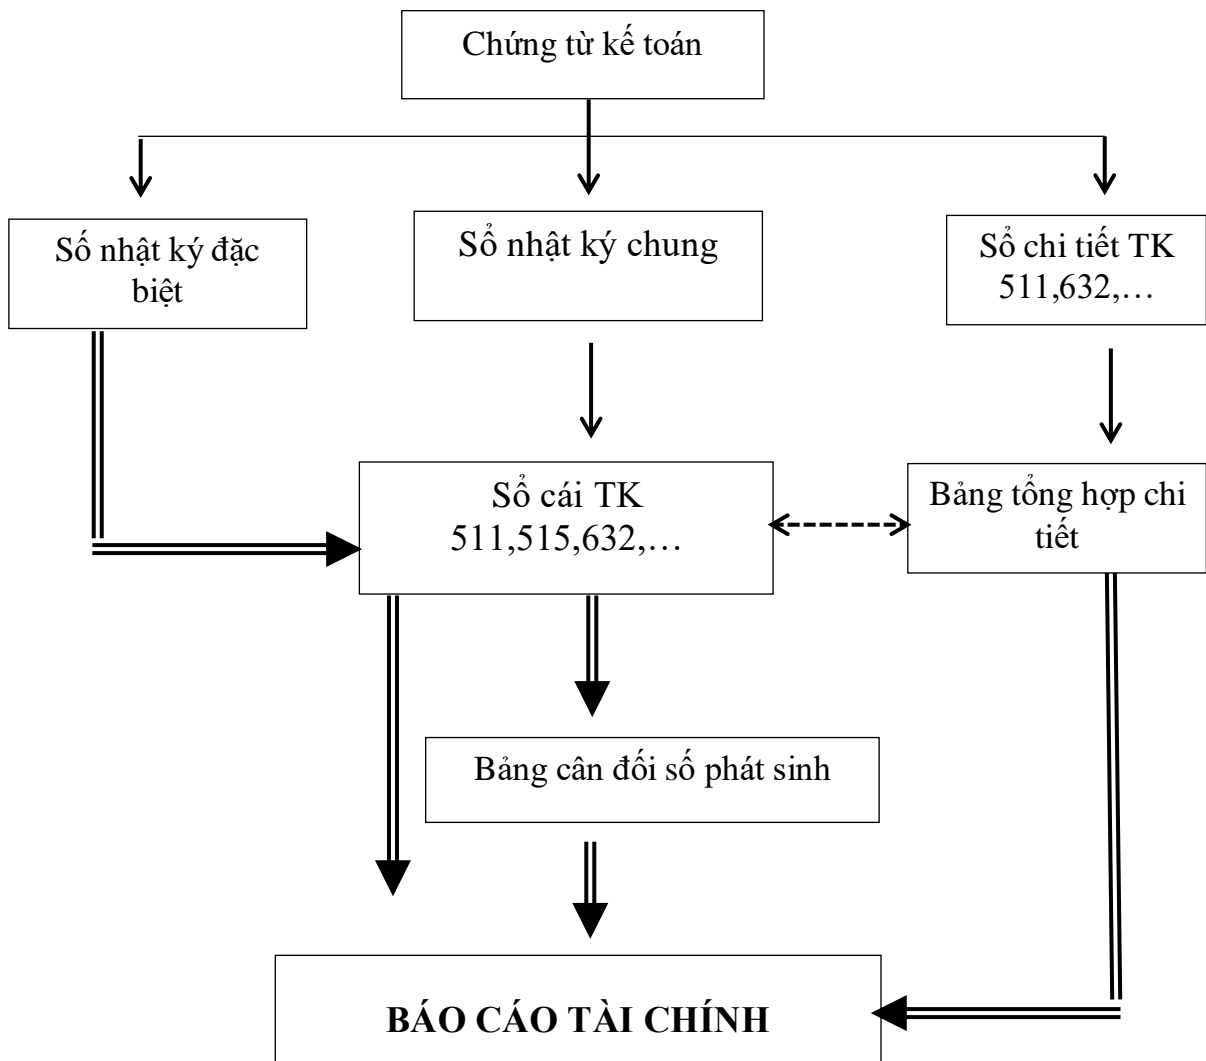 Chứng từ kế toán
Số nhật ký đặc
biệt
Sổ nhật ký chung
Sổ chi tiết TK
511,632,…
Sổ cái TK
511,515,632,…
Bảng tổng hợp chi
tiết
Bảng cân đối số phát sinh
BÁO CÁO TÀI CHÍNH